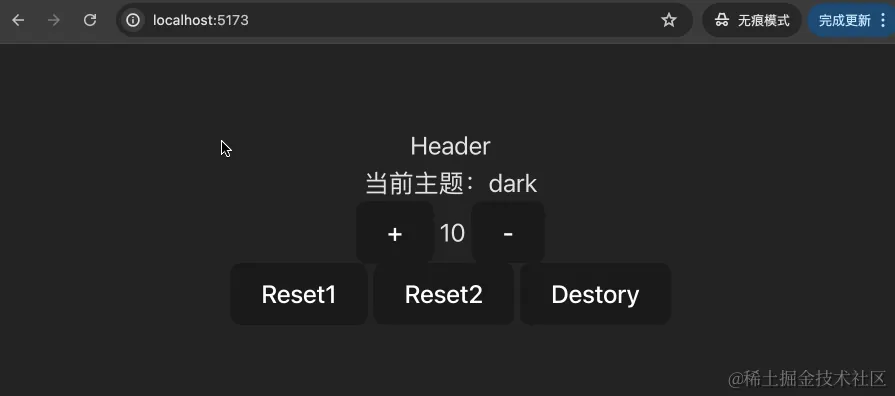 localhost:5173
无痕模式
完成更新
Header
当前主题：dark
+ 10 -
Reset1 Reset2 Destory
@稀土掘金技术社区